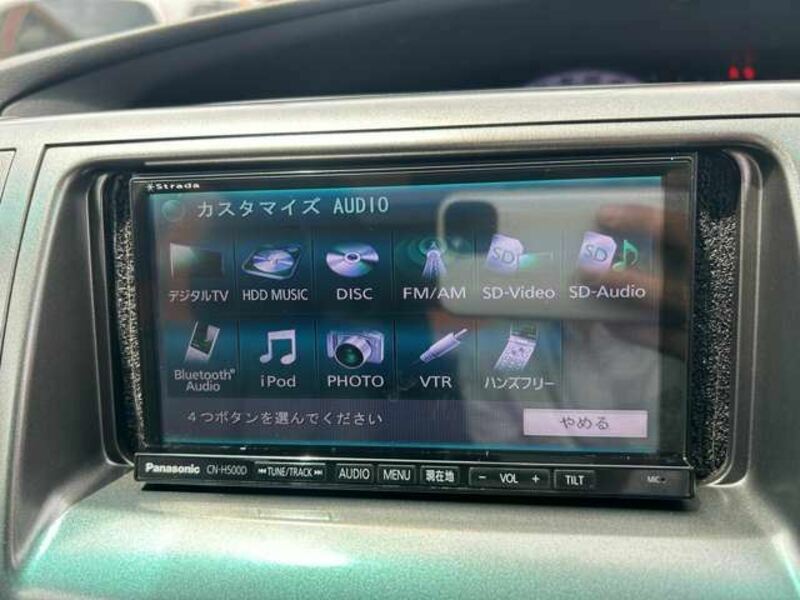 Strada
カスタマイズ AUDIO
デジタルTV HDD MUSIC DISC FM/AM SD-Video SD-Audio
Bluetooth® Audio iPod PHOTO VTR ハンズフリー
4つボタンを選んでください やめる
Panasonic CN-H500D TUNE/TRACK AUDIO MENU 現在地 − VOL + TILT MIC